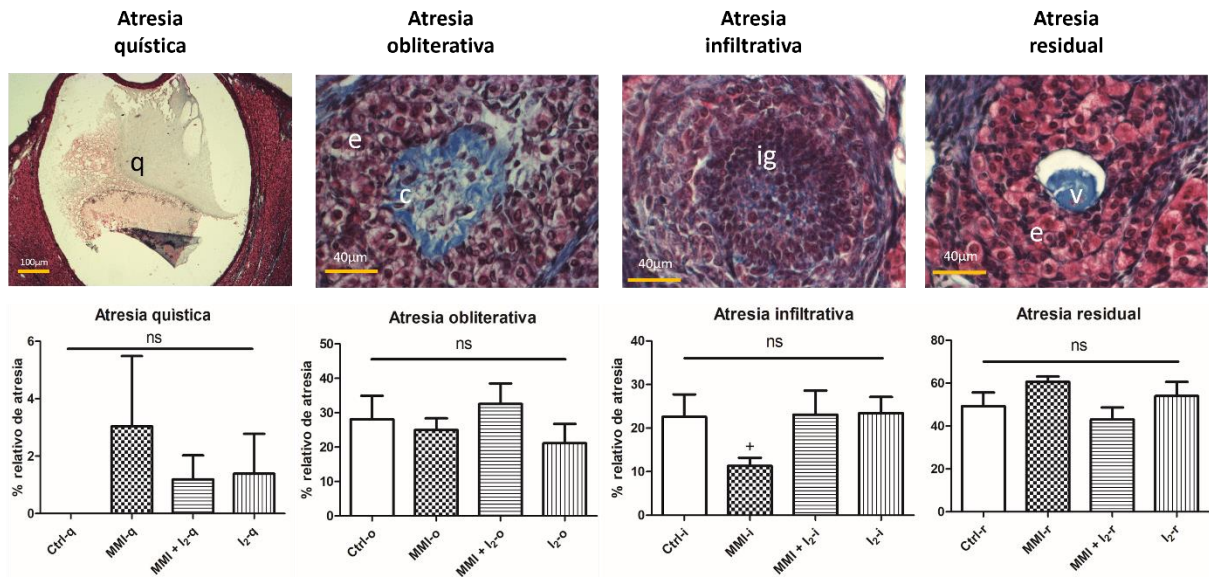 Atresia
quística
Atresia
obliterativa
Atresia
infiltrativa
Atresia
residual
q
100µm
e
c
40µm
ig
40µm
v
e
40µm
Atresia quistica
ns
% relativo de atresia
6
4
2
0
Ctrl-q
MMI-q
MMI + I₂-q
I₂-q
Atresia obliterativa
ns
% relativo de atresia
50
40
30
20
10
0
Ctrl-o
MMI-o
MMI + I₂-o
I₂-o
Atresia infiltrativa
ns
% relativo de atresia
40
30
20
10
0
+
Ctrl-i
MMI-i
MMI + I₂-i
I₂-i
Atresia residual
ns
% relativo de atresia
80
60
40
20
0
Ctrl-r
MMI-r
MMI + I₂-r
I₂-r